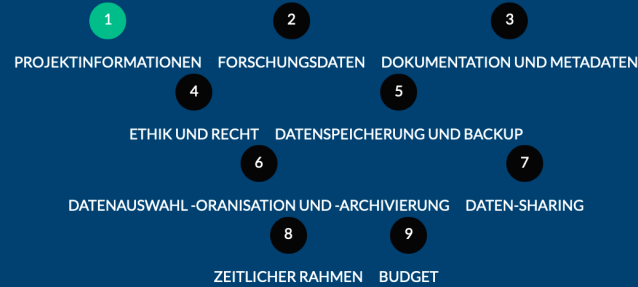 1 2 3
PROJEKTINFORMATIONEN FORSCHUNGSDATEN DOKUMENTATION UND METADATEN
4 5
ETHIK UND RECHT DATENSPEICHERUNG UND BACKUP
6 7
DATENAUSWAHL -ORANISATION UND -ARCHIVIERUNG DATEN-SHARING
8 9
ZEITLICHER RAHMEN BUDGET